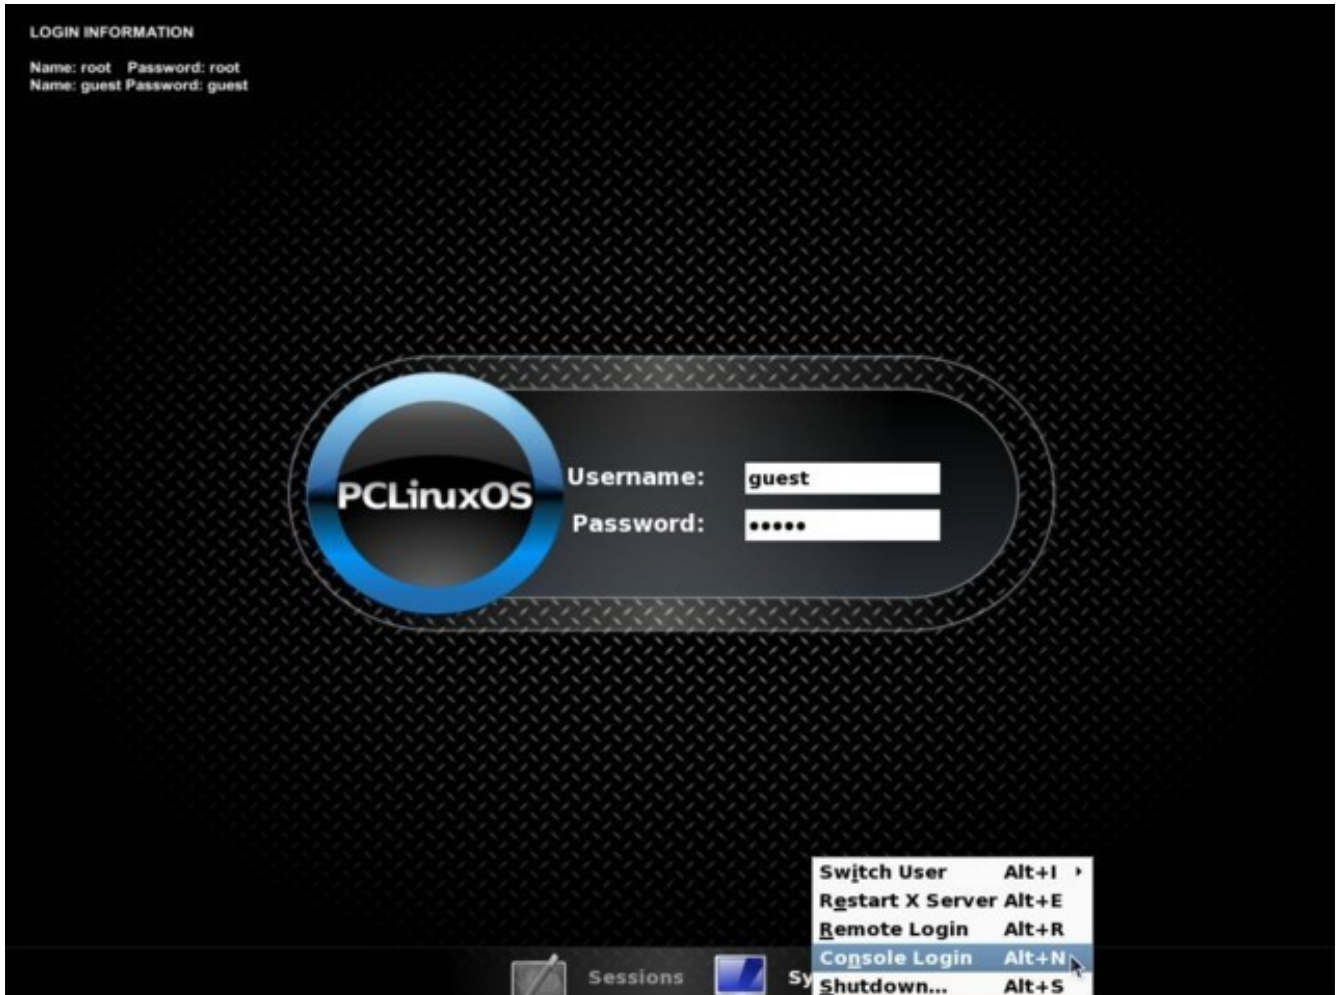 LOGIN INFORMATION
Name: root Password: root
Name: guest Password: guest
PCLinuxOS
Username: guest
Password: •••••
Switch User Alt+I
Restart X Server Alt+E
Remote Login Alt+R
Console Login Alt+N
Shutdown... Alt+S
Sessions Sy